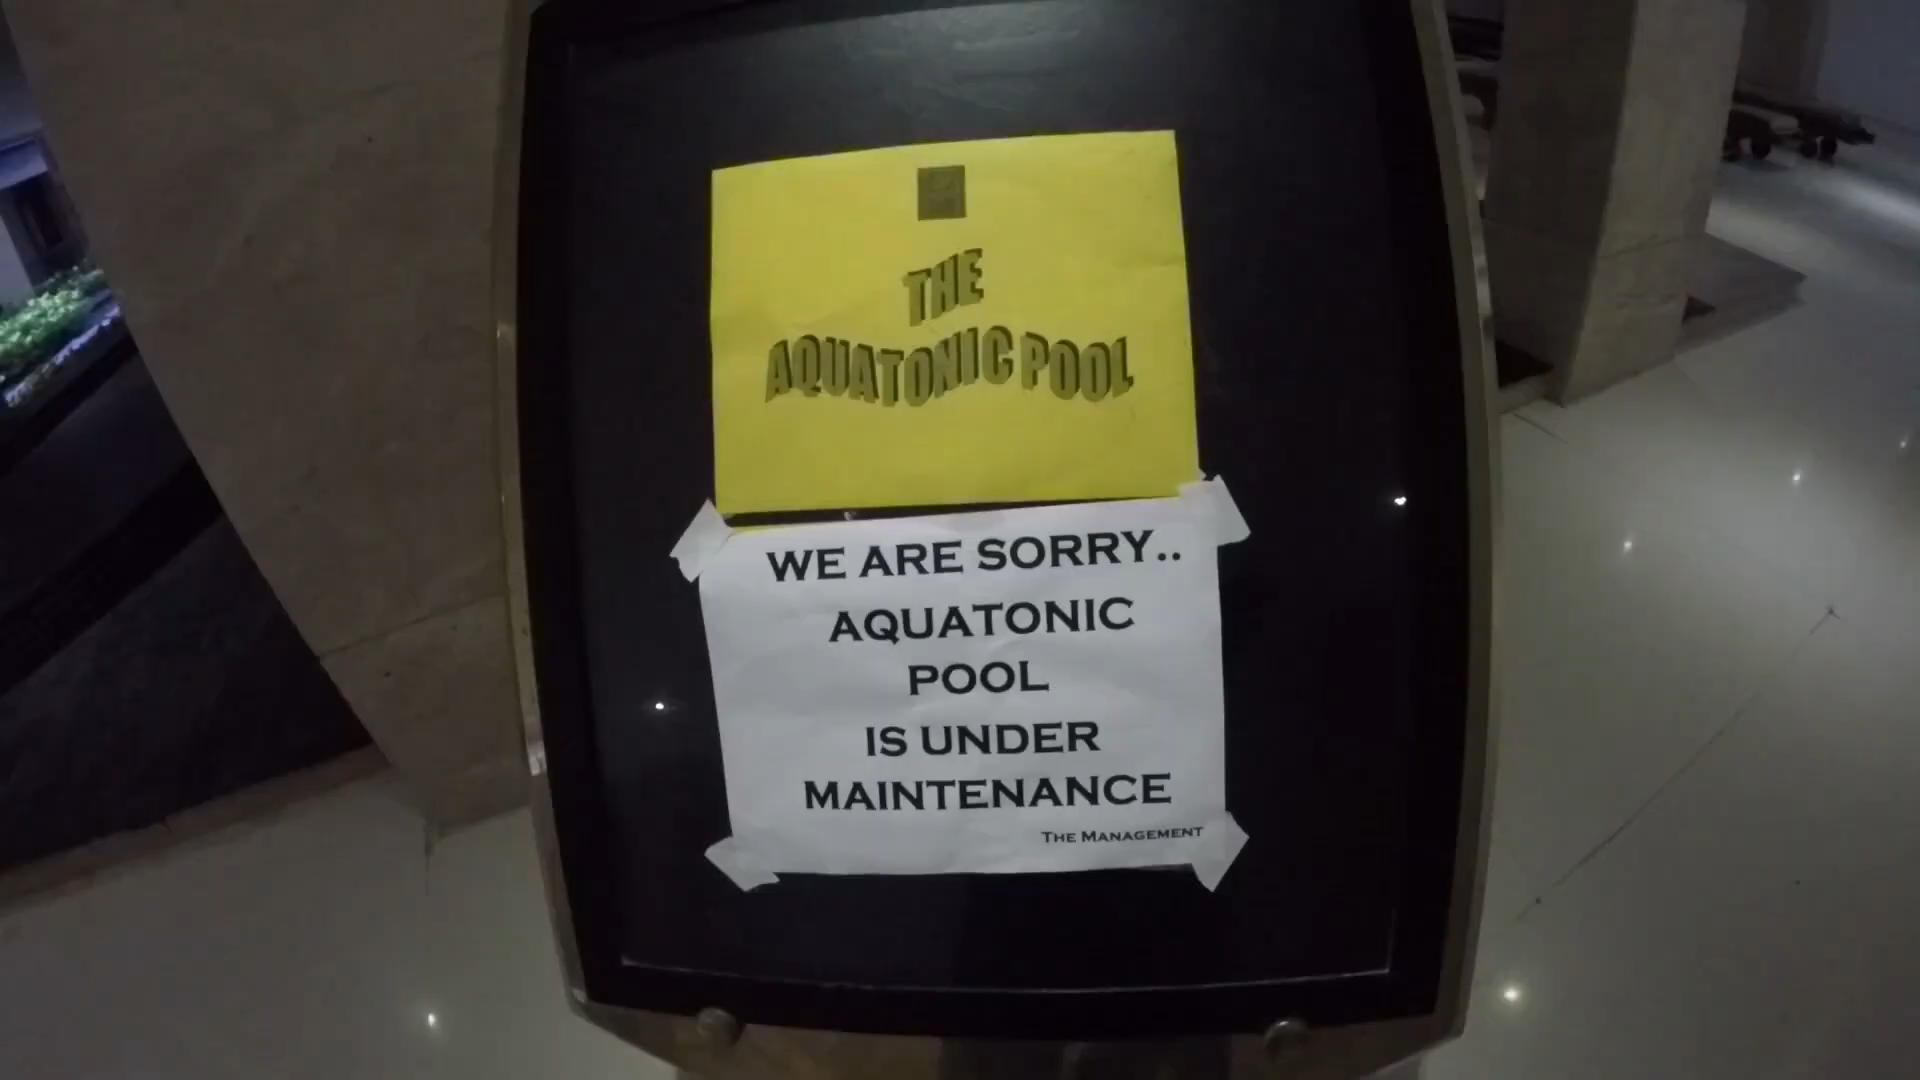 THE
AQUATONIC POOL
WE ARE SORRY..
AQUATONIC
POOL
IS UNDER
MAINTENANCE
THE MANAGEMENT